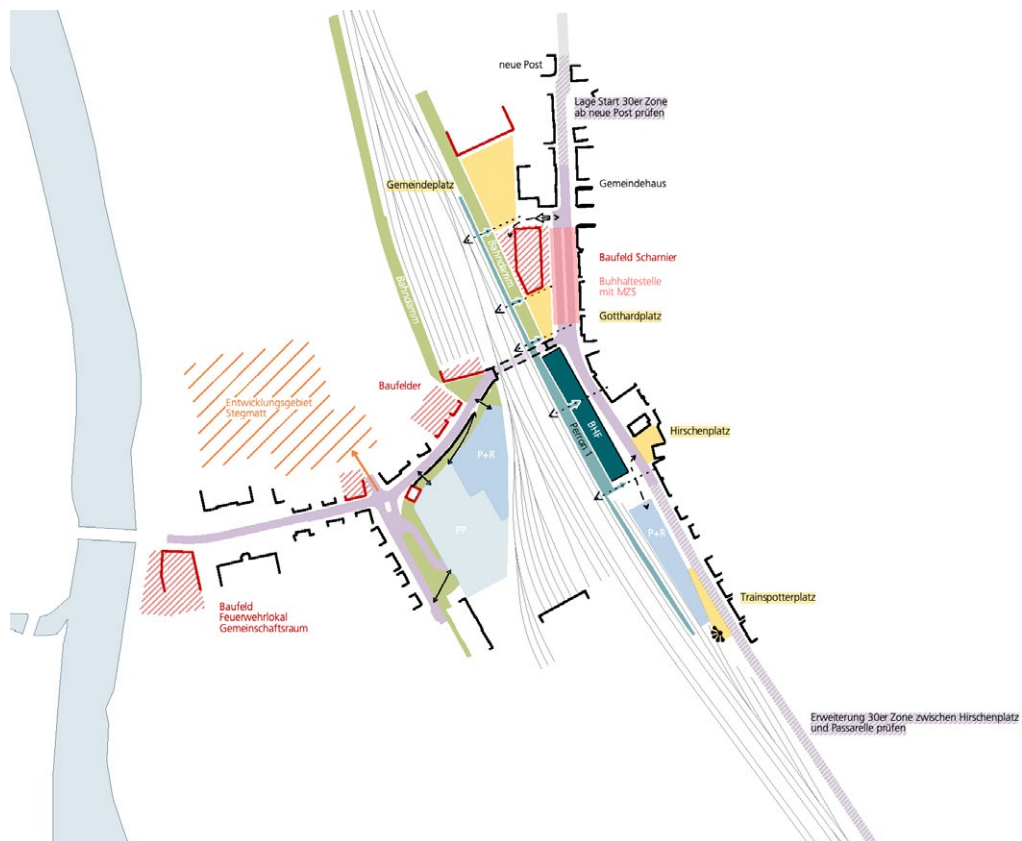 neue Post
Lage Start 30er Zone
ab neue Post prüfen
Gemeindeplatz
Gemeindehaus
Bahndamm
Bahndamm
Baufeld Scharnier
Buhhaltestelle
mit MZS
Gotthardplatz
Baufelder
Entwicklungsgebiet
Stegmatt
BHF
Perron 1
Hirschenplatz
P+R
PP
P+R
Trainspotterplatz
Baufeld
Feuerwehrlokal
Gemeinschaftsraum
Erweiterung 30er Zone zwischen Hirschenplatz
und Passarelle prüfen